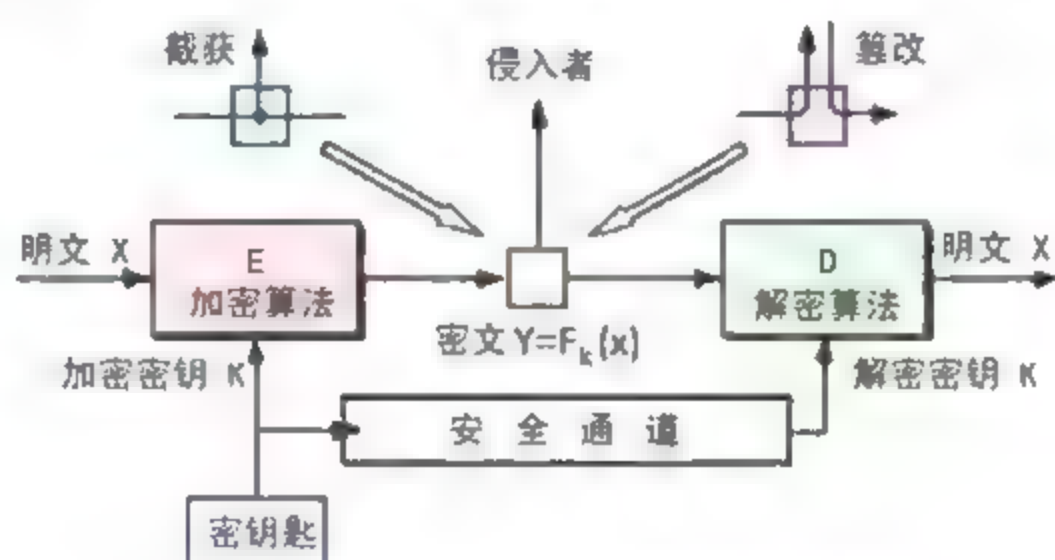 截获
侵入者
篡改
明文 X
E
加密算法
D
解密算法
明文 X
密文 Y=Fk(x)
加密密钥 K
解密密钥 K
安 全 通 道
密钥匙